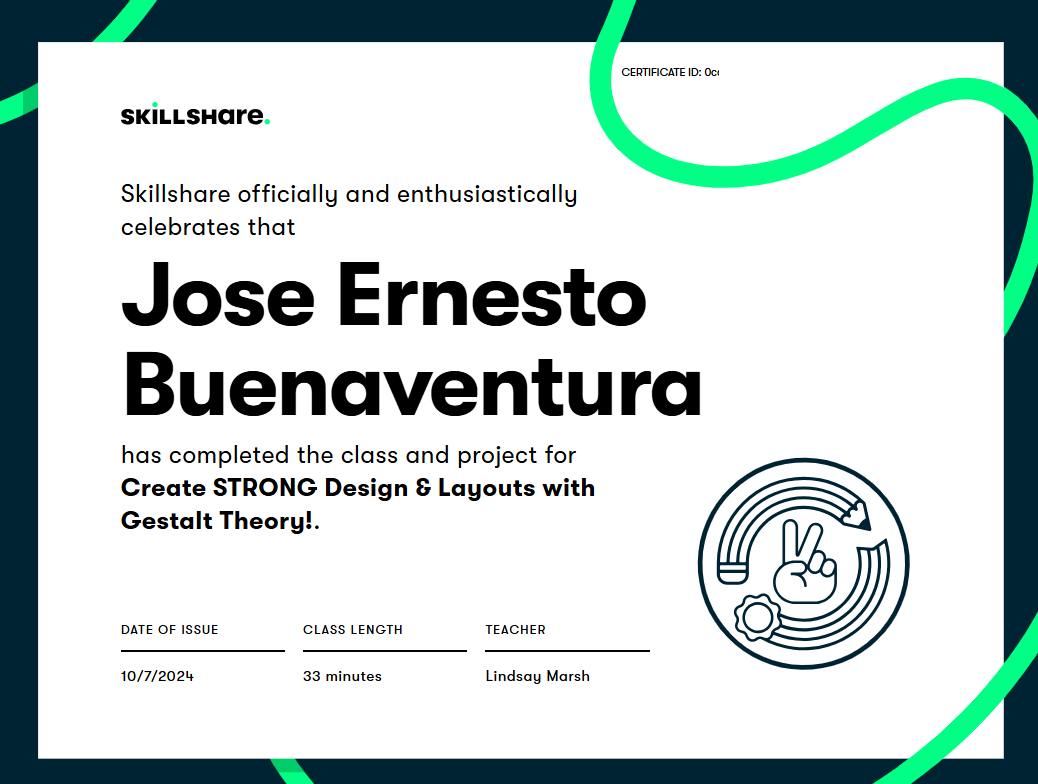 CERTIFICATE ID: 0c
SKiLLSHare.
Skillshare officially and enthusiastically
celebrates that
Jose Ernesto
Buenaventura
has completed the class and project for
Create STRONG Design & Layouts with
Gestalt Theory!.
DATE OF ISSUE CLASS LENGTH TEACHER
10/7/2024 33 minutes Lindsay Marsh